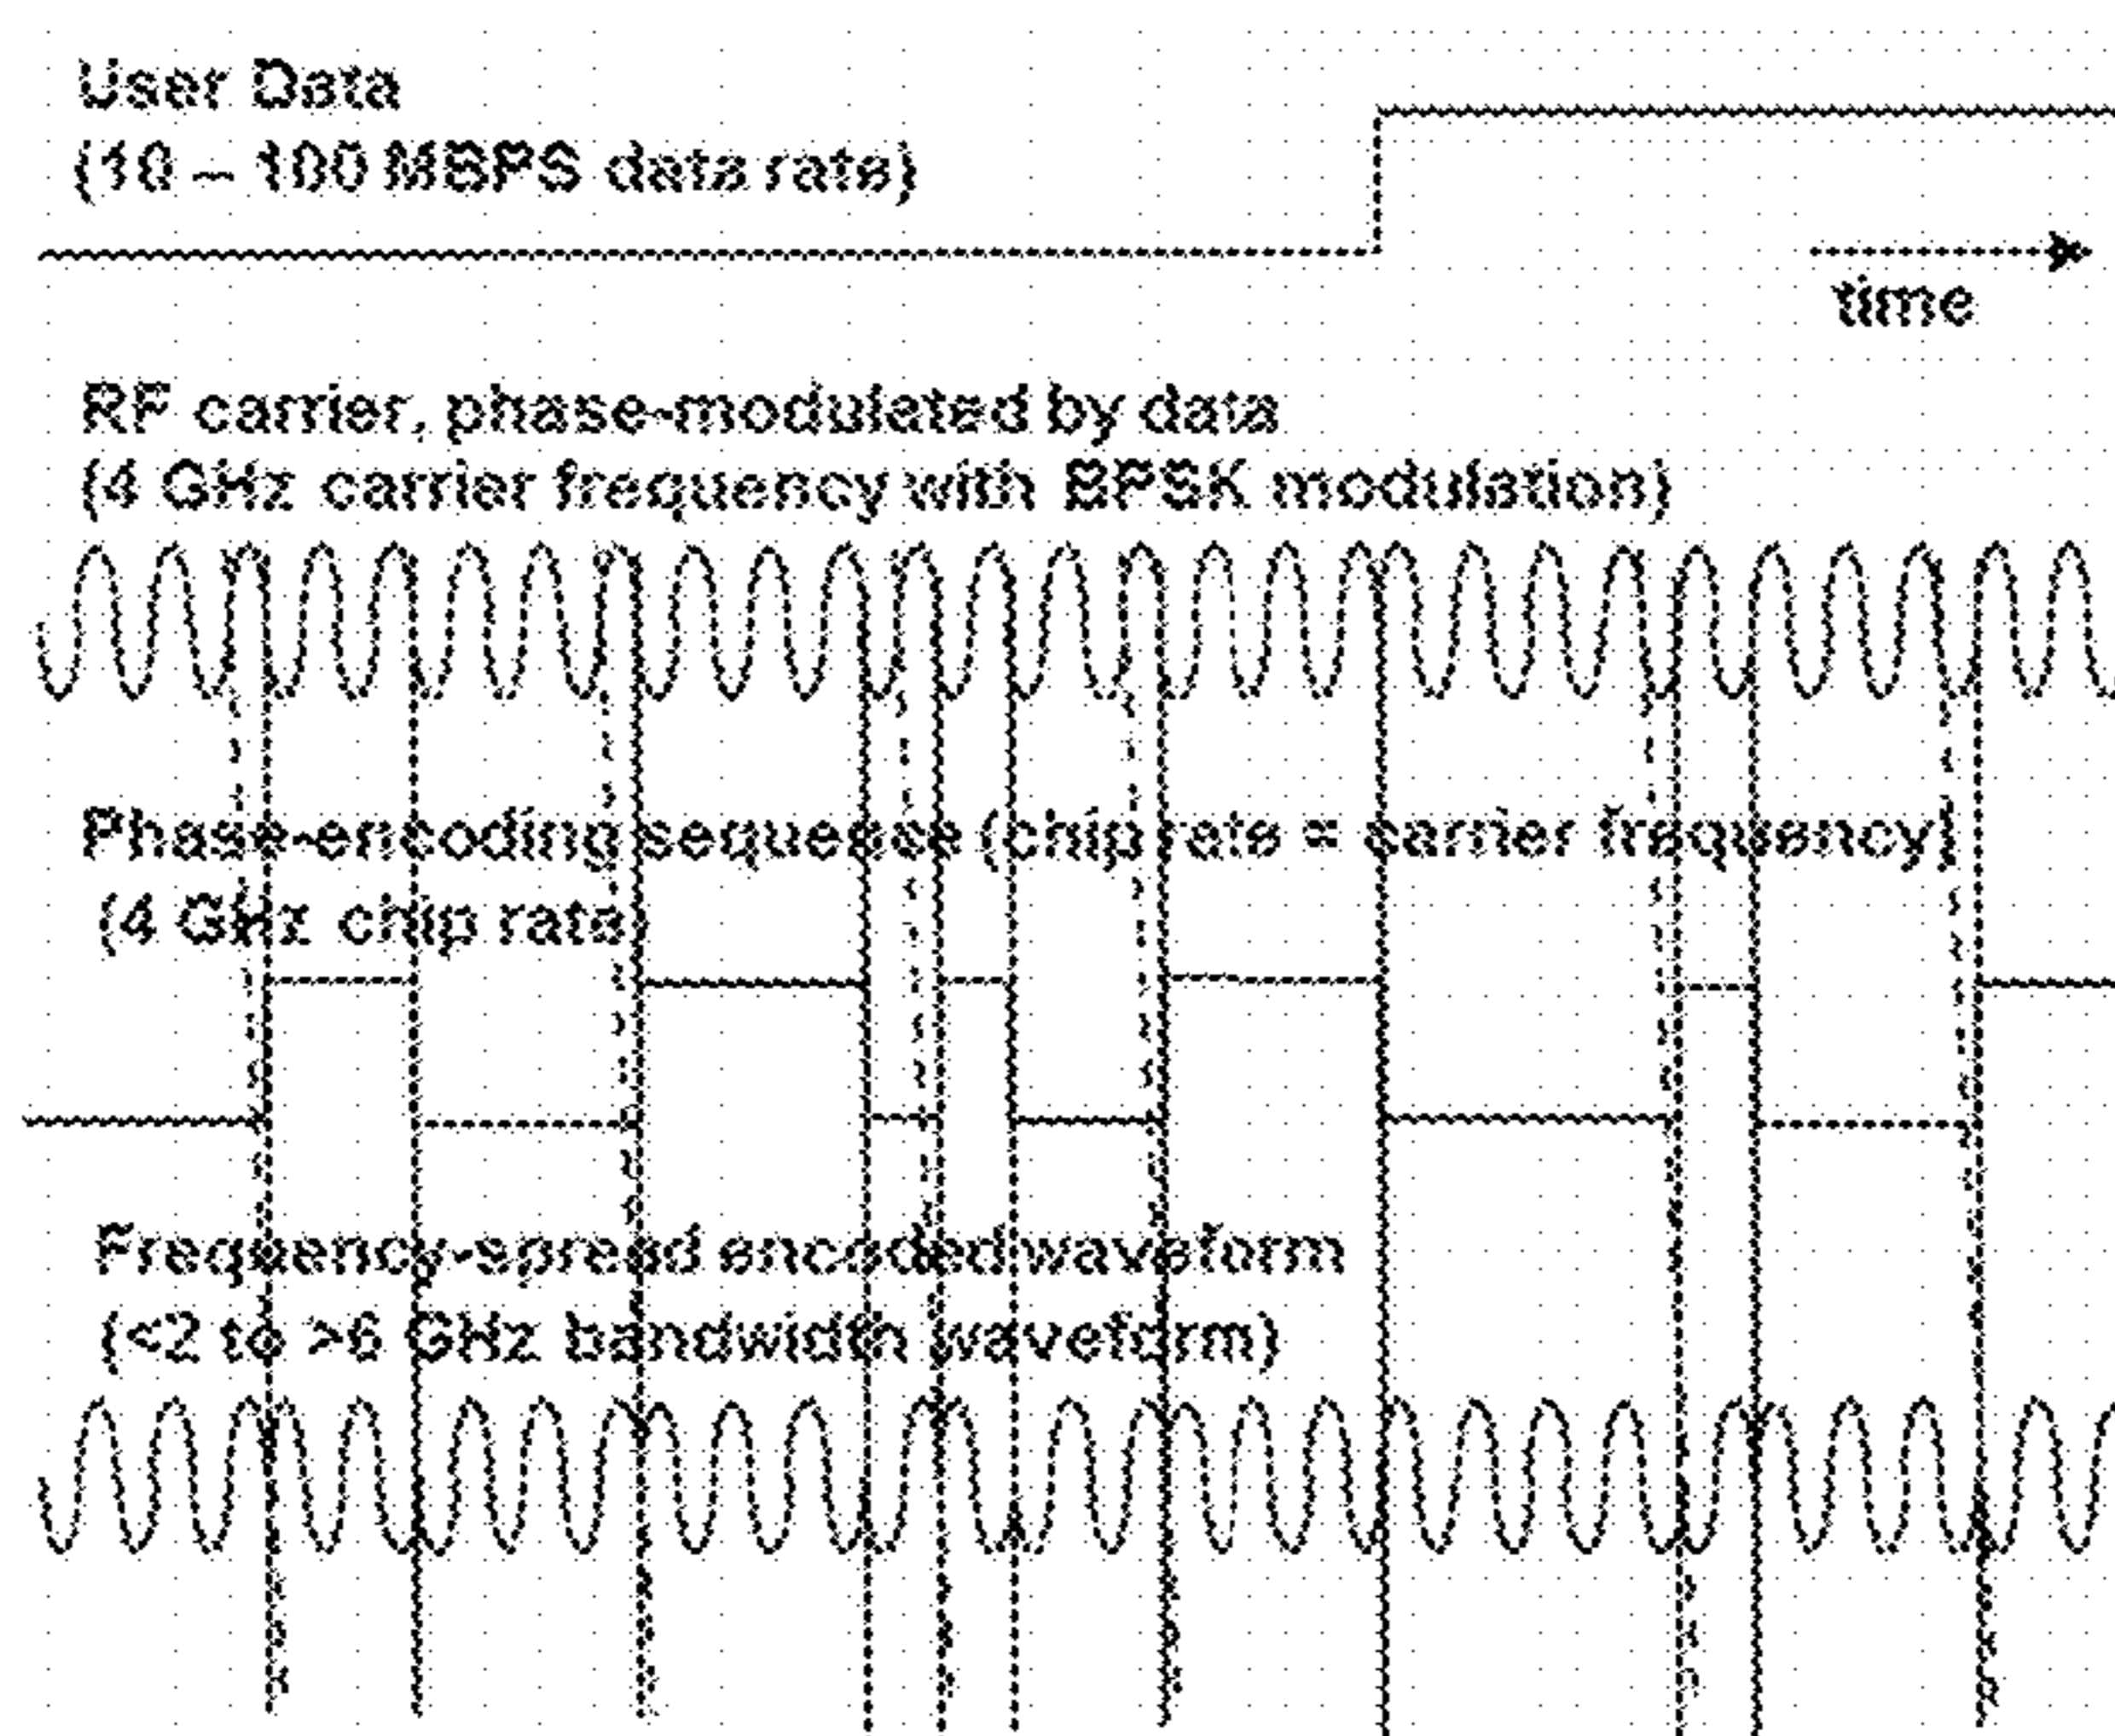 User Data
(10 – 100 MBPS data rate)
time
RF carrier, phase-modulated by data
(4 GHz carrier frequency with BPSK modulation)
Phase-encoding sequence (chip rate = carrier frequency)
(4 GHz chip rate)
Frequency-spread encoded waveform
(<2 to >6 GHz bandwidth waveform)